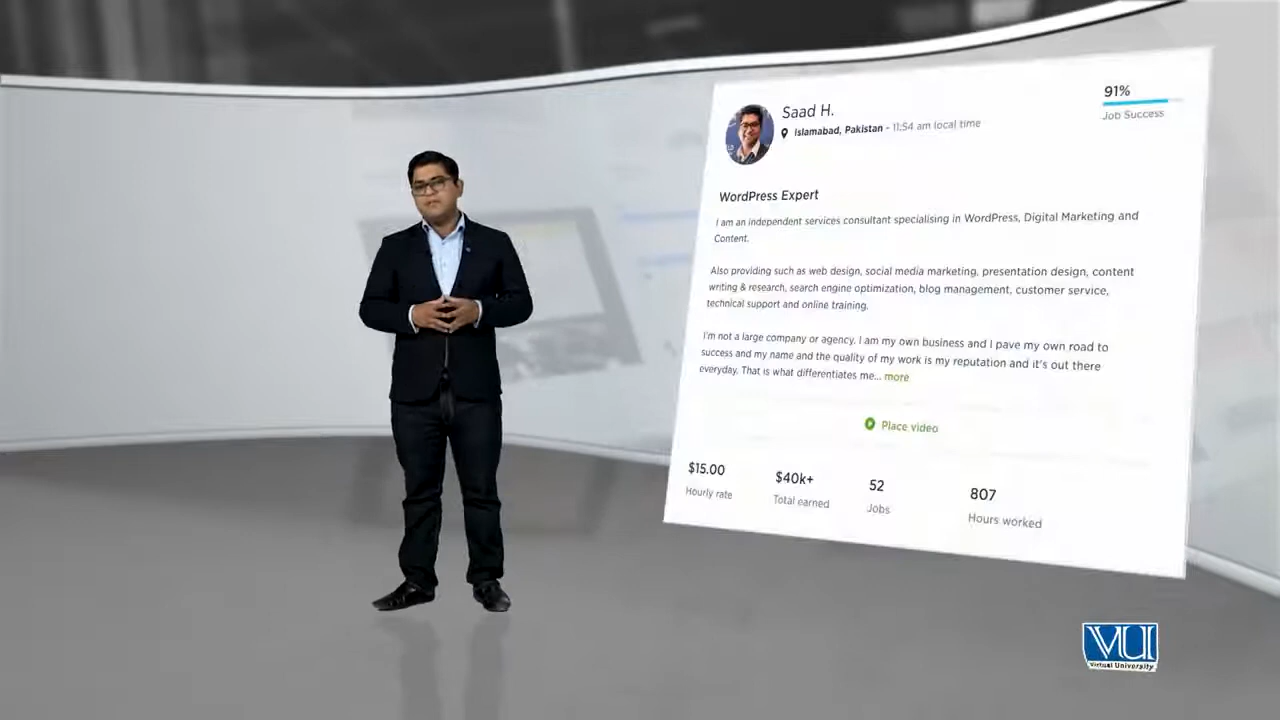 Saad H.
91%
Islamabad, Pakistan - 11:54 am local time
Job Success
WordPress Expert
I am an independent services consultant specialising in WordPress, Digital Marketing and
Content.
Also providing such as web design, social media marketing, presentation design, content
writing & research, search engine optimization, blog management, customer service,
technical support and online training.
I'm not a large company or agency. I am my own business and I pave my own road to
success and my name and the quality of my work is my reputation and it's out there
everyday. That is what differentiates me... more
Place video
$15.00
$40k+
52
807
Hourly rate
Total earned
Jobs
Hours worked
VU
Virtual University